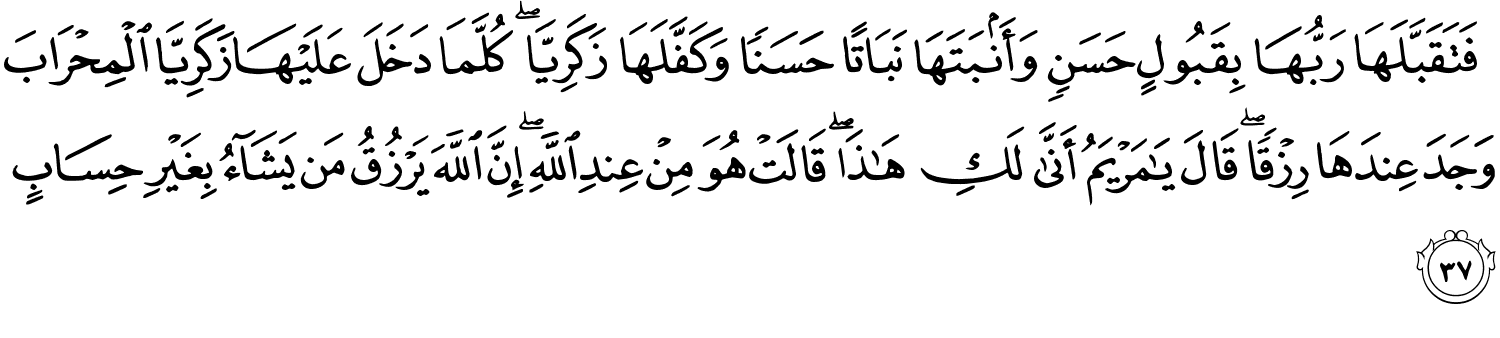 فَتَقَبَّلَهَا رَبُّهَا بِقَبُولٍ حَسَنٍ وَأَنۢبَتَهَا نَبَاتًا حَسَنٗا وَكَفَّلَهَا زَكَرِيَّاۖ كُلَّمَا دَخَلَ عَلَيْهَا زَكَرِيَّا ٱلْمِحْرَابَ
وَجَدَ عِندَهَا رِزْقٗاۖ قَالَ يَٰمَرْيَمُ أَنَّىٰ لَكِ هَٰذَاۖ قَالَتْ هُوَ مِنْ عِندِ ٱللَّهِۖ إِنَّ ٱللَّهَ يَرْزُقُ مَن يَشَآءُ بِغَيْرِ حِسَابٍ
٣٧